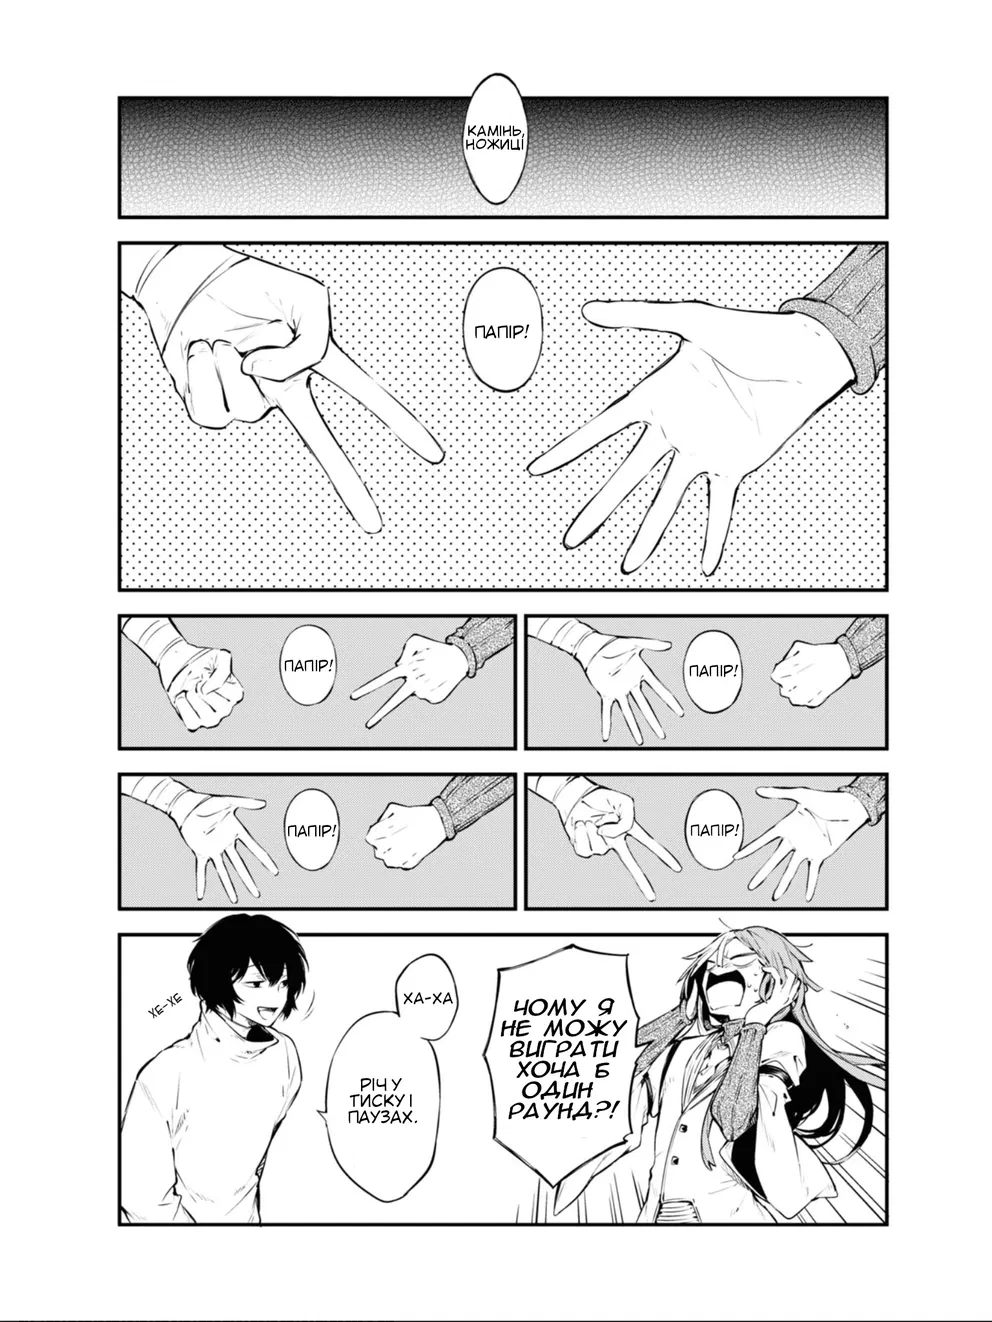 КАМІНЬ,
НОЖИЦІ
ПАПІР!
ПАПІР!
ПАПІР!
ПАПІР!
ПАПІР!
ХЕ-ХЕ
ХА-ХА
РІЧ У
ТИСКУ І
ПАУЗАХ.
ЧОМУ Я
НЕ МОЖУ
ВИГРАТИ
ХОЧА Б
ОДИН
РАУНД?!